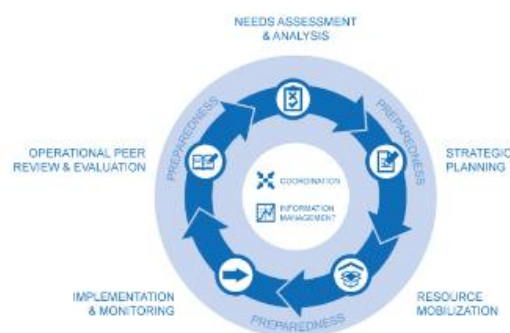 NEEDS ASSESSMENT
& ANALYSIS
PREPAREDNESS
PREPAREDNESS
OPERATIONAL PEER
REVIEW & EVALUATION
STRATEGIC
PLANNING
COORDINATION
INFORMATION
MANAGEMENT
IMPLEMENTATION
& MONITORING
RESOURCE
MOBILIZATION
PREPAREDNESS